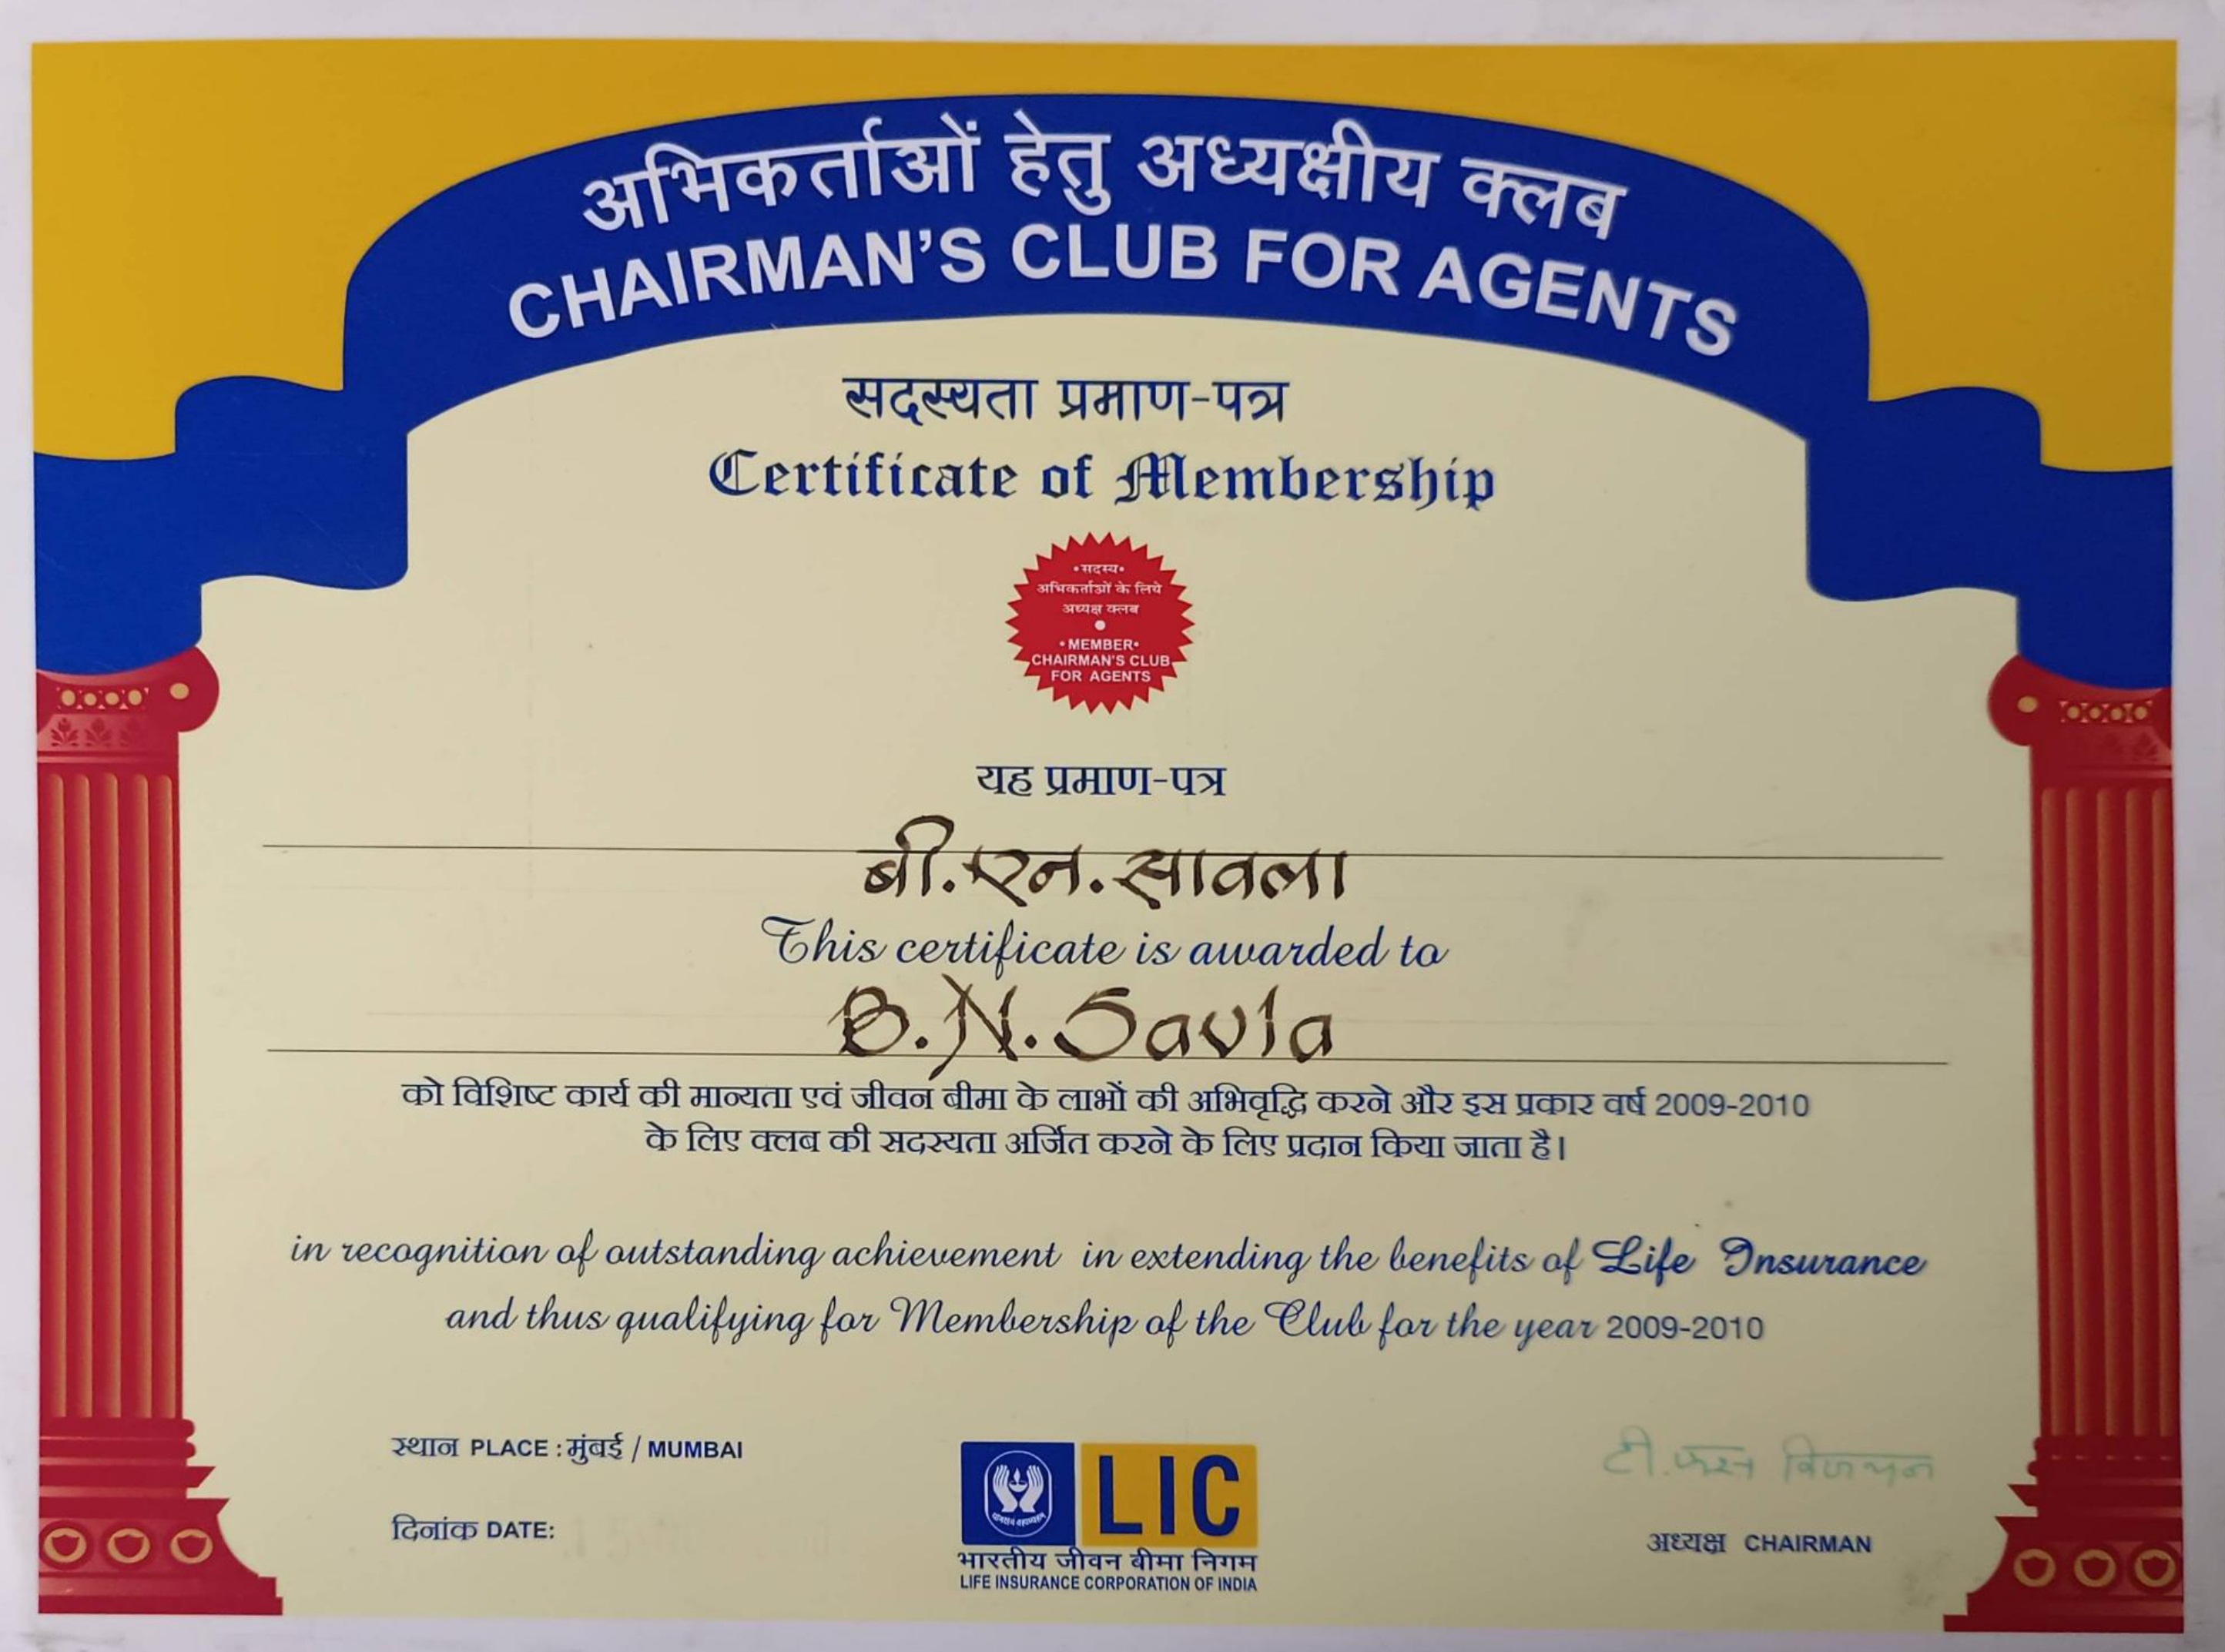 अभिकर्ताओं हेतु अध्यक्षीय क्लब
CHAIRMAN'S CLUB FOR AGENTS
सदस्यता प्रमाण-पत्र
Certificate of Membership
•सदस्य•
अभिकर्ताओं के लिये
अध्यक्ष क्लब
•MEMBER•
CHAIRMAN'S CLUB
FOR AGENTS
यह प्रमाण-पत्र
बी.एन.सावला
This certificate is awarded to
B.N.Savla
को विशिष्ट कार्य की मान्यता एवं जीवन बीमा के लाभों की अभिवृद्धि करने और इस प्रकार वर्ष 2009-2010
के लिए क्लब की सदस्यता अर्जित करने के लिए प्रदान किया जाता है।
in recognition of outstanding achievement in extending the benefits of Life Insurance
and thus qualifying for Membership of the Club for the year 2009-2010
स्थान PLACE : मुंबई / MUMBAI
दिनांक DATE:
LIC
भारतीय जीवन बीमा निगम
LIFE INSURANCE CORPORATION OF INDIA
टी.एस विजयन
अध्यक्ष CHAIRMAN